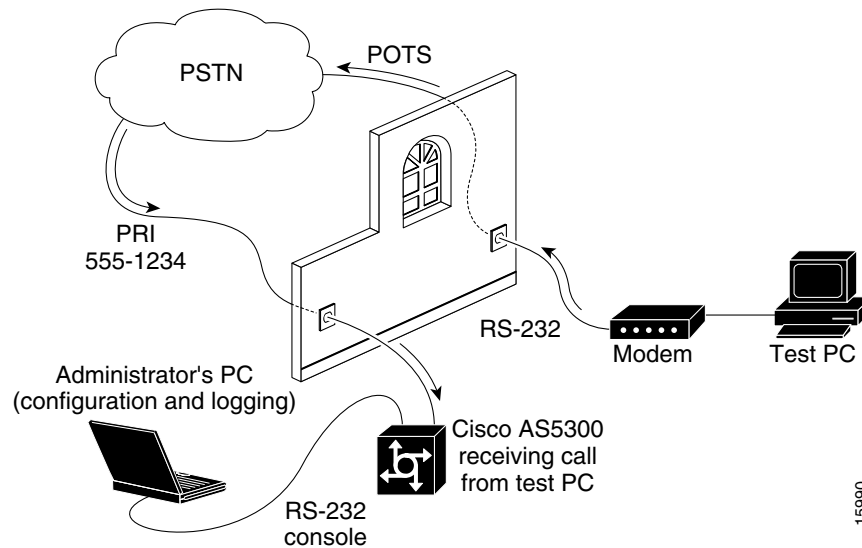 PSTN
POTS
PRI
555-1234
RS-232
Modem
Test PC
Administrator's PC
(configuration and logging)
Cisco AS5300
receiving call
from test PC
RS-232
console
15990